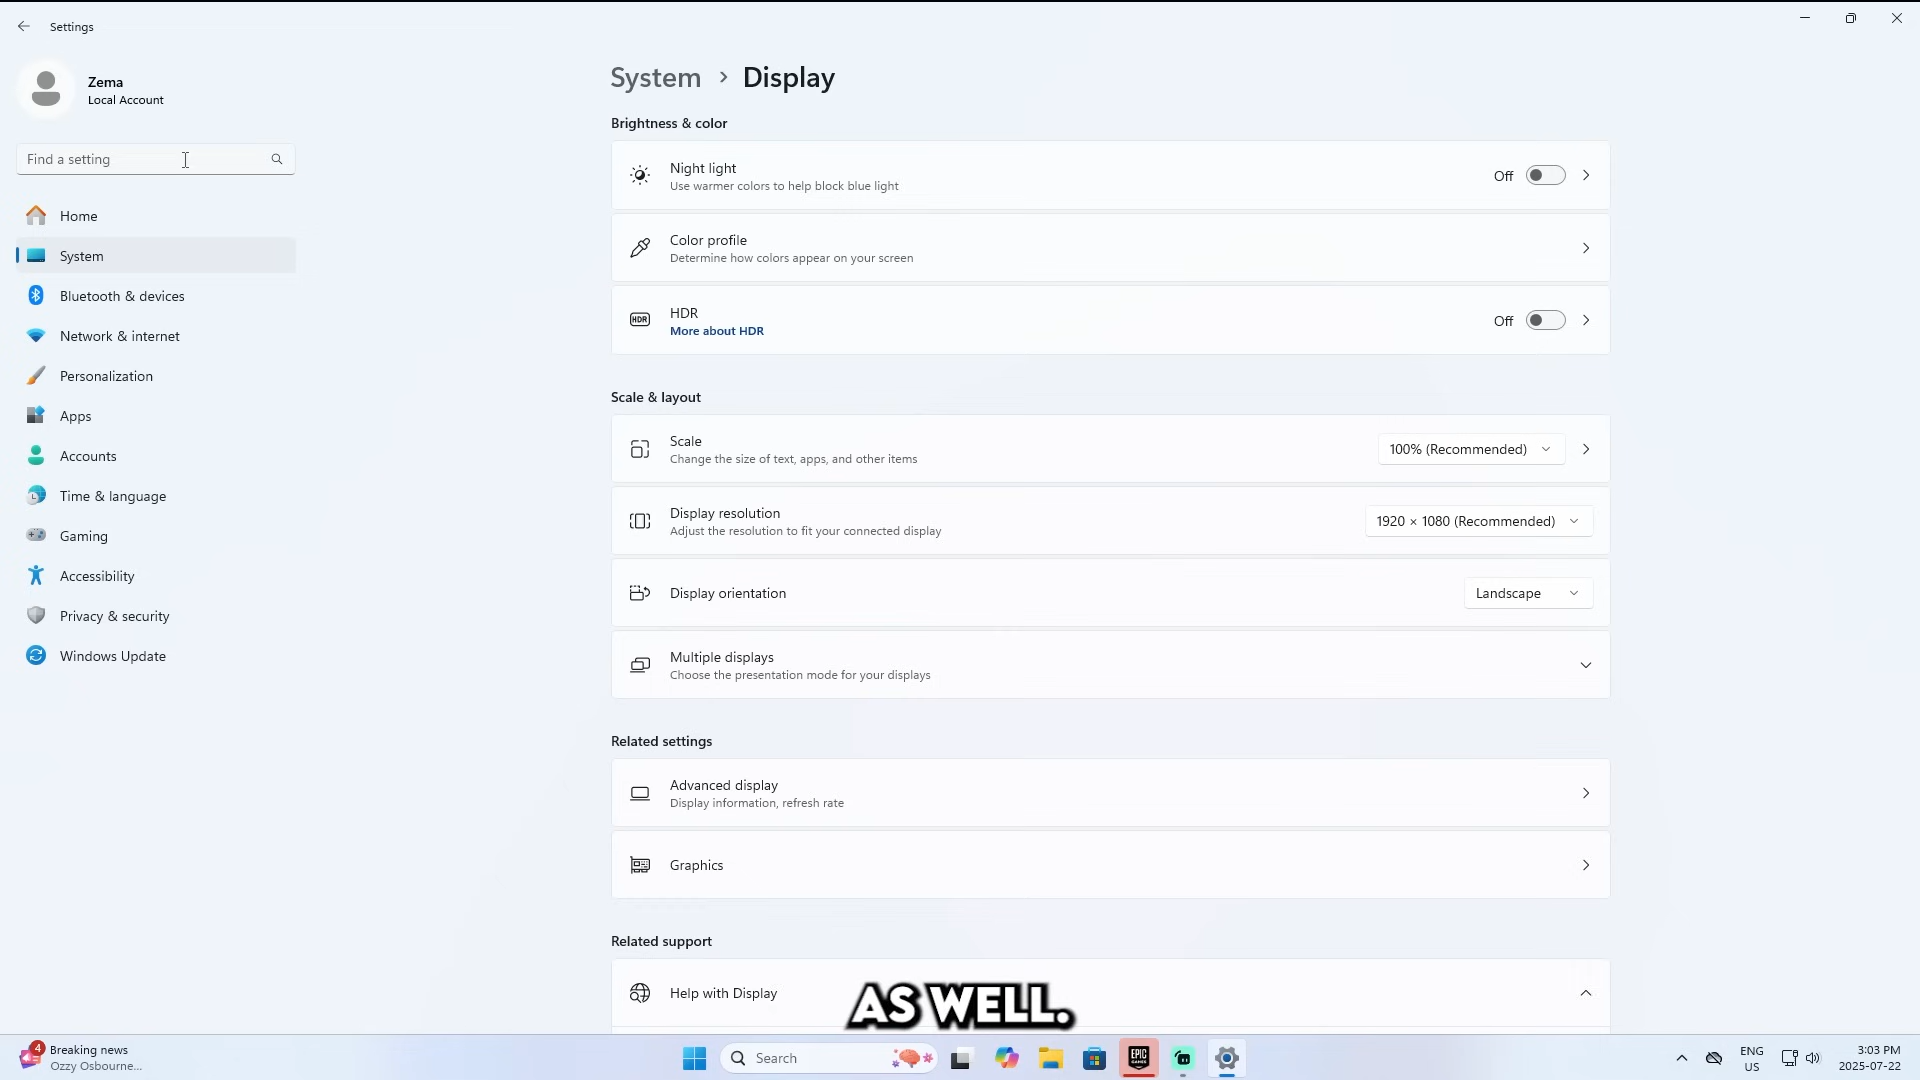 Settings
Zema
Local Account
Find a setting
Home
System
Bluetooth & devices
Network & internet
Personalization
Apps
Accounts
Time & language
Gaming
Accessibility
Privacy & security
Windows Update
System > Display
Brightness & color
Night light
Use warmer colors to help block blue light
Off
Color profile
Determine how colors appear on your screen
HDR
HDR
More about HDR
Off
Scale & layout
Scale
Change the size of text, apps, and other items
100% (Recommended)
Display resolution
Adjust the resolution to fit your connected display
1920 × 1080 (Recommended)
Display orientation
Landscape
Multiple displays
Choose the presentation mode for your displays
Related settings
Advanced display
Display information, refresh rate
Graphics
Related support
Help with Display
AS WELL.
4
Breaking news
Ozzy Osbourne...
Search
EPIC
GAMES
ENG
US
3:03 PM
2025-07-22